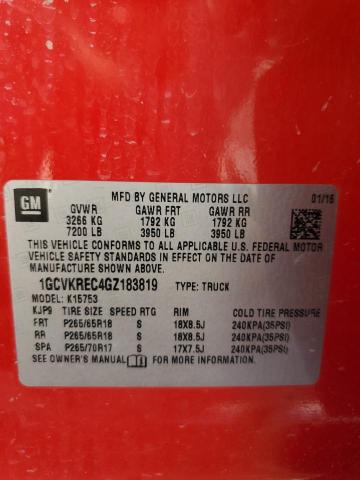 GM
MFD BY GENERAL MOTORS LLC 01/16
GVWR GAWR FRT GAWR RR
3266 KG 1792 KG 1792 KG
7200 LB 3950 LB 3950 LB
THIS VEHICLE CONFORMS TO ALL APPLICABLE U.S. FEDERAL MOTOR
VEHICLE SAFETY STANDARDS IN EFFECT ON THE DATE OF
MANUFACTURE SHOWN ABOVE.
1GCVKREC4GZ183819 TYPE: TRUCK
MODEL: K15753
KJP9 TIRE SIZE SPEED RTG RIM COLD TIRE PRESSURE
FRT P265/65R18 S 18X8.5J 240KPA(35PSI)
RR P265/65R18 S 18X8.5J 240KPA(35PSI)
SPA P265/70R17 S 17X7.5J 240KPA(35PSI)
SEE OWNER'S MANUAL